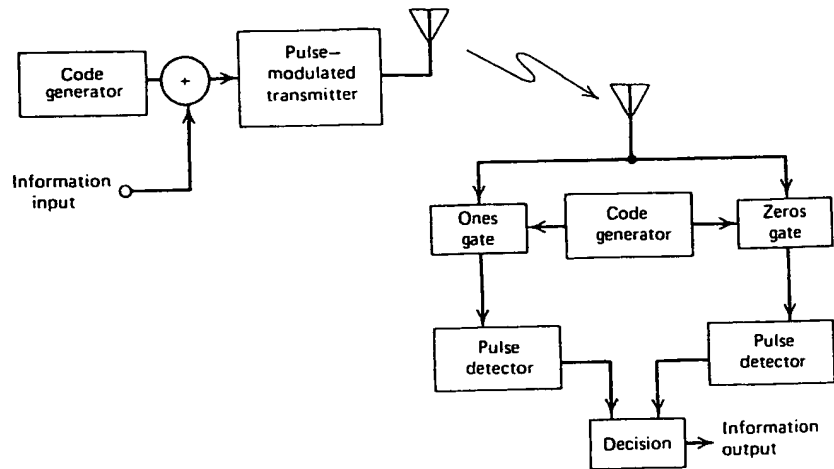 Code
generator
+
Pulse—
modulated
transmitter
Information
input
Ones
gate
Code
generator
Zeros
gate
Pulse
detector
Pulse
detector
Decision
Information
output